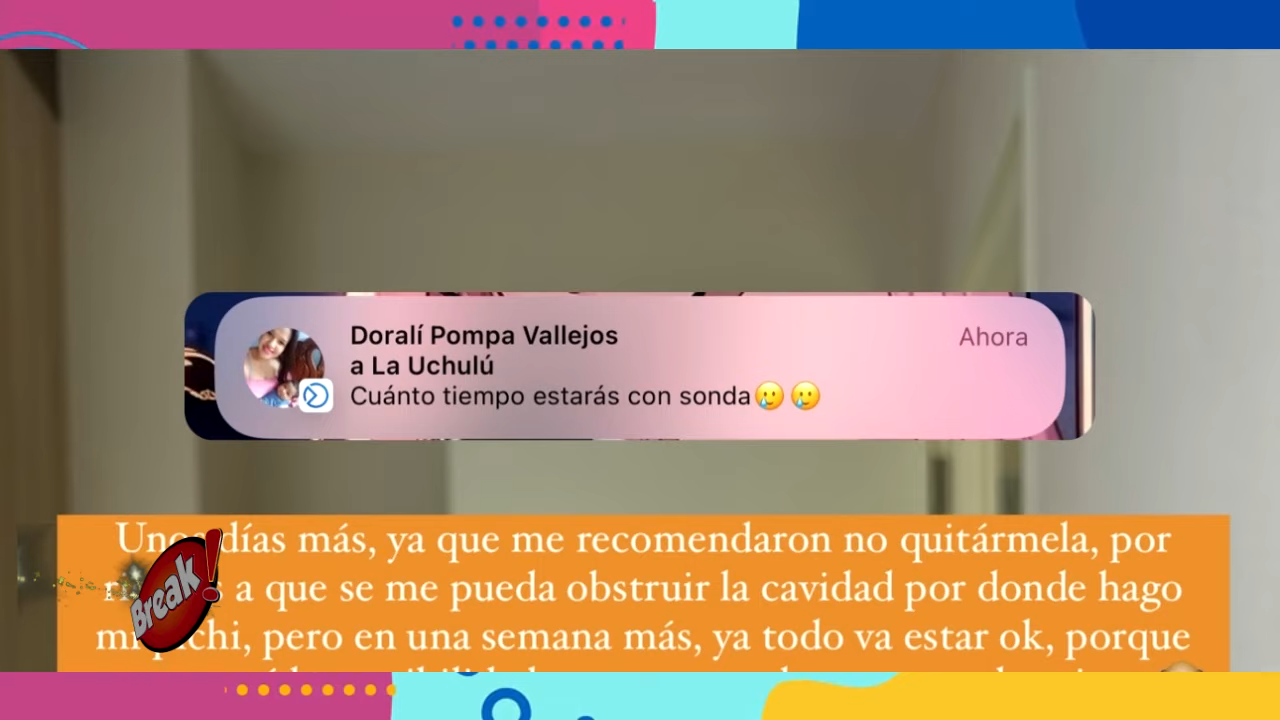 Doralí Pompa Vallejos
a La Uchulú
Ahora
Cuánto tiempo estarás con sonda🥲 🥲
días más, ya que me recomendaron no quitármela, por
a que se me pueda obstruir la cavidad por donde hago
mi pichi, pero en una semana más, ya todo va estar ok, porque
Break!